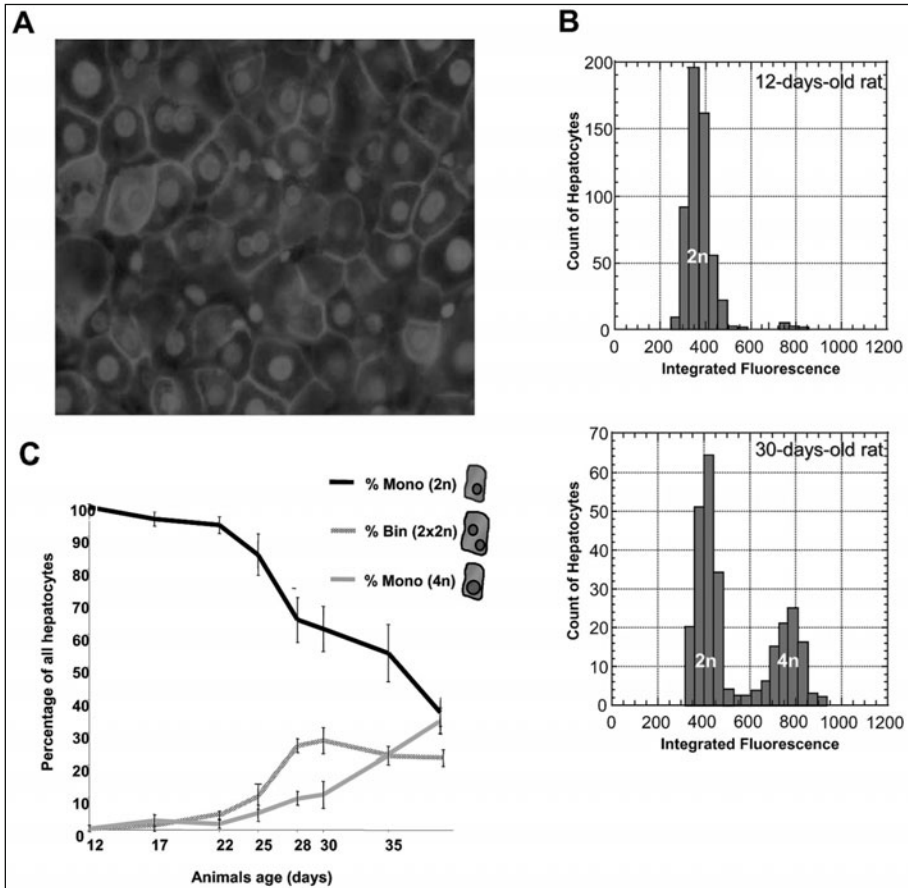 A
B
12-days-old rat
200
150
100
50
0
Count of Hepatocytes
2n
0 200 400 600 800 1000 1200
Integrated Fluorescence
30-days-old rat
70
60
50
40
30
20
10
0
Count of Hepatocytes
2n 4n
0 200 400 600 800 1000 1200
Integrated Fluorescence
C
% Mono (2n)
% Bin (2x2n)
% Mono (4n)
100
90
80
70
60
50
40
30
20
10
0
Percentage of all hepatocytes
12 17 22 25 28 30 35
Animals age (days)